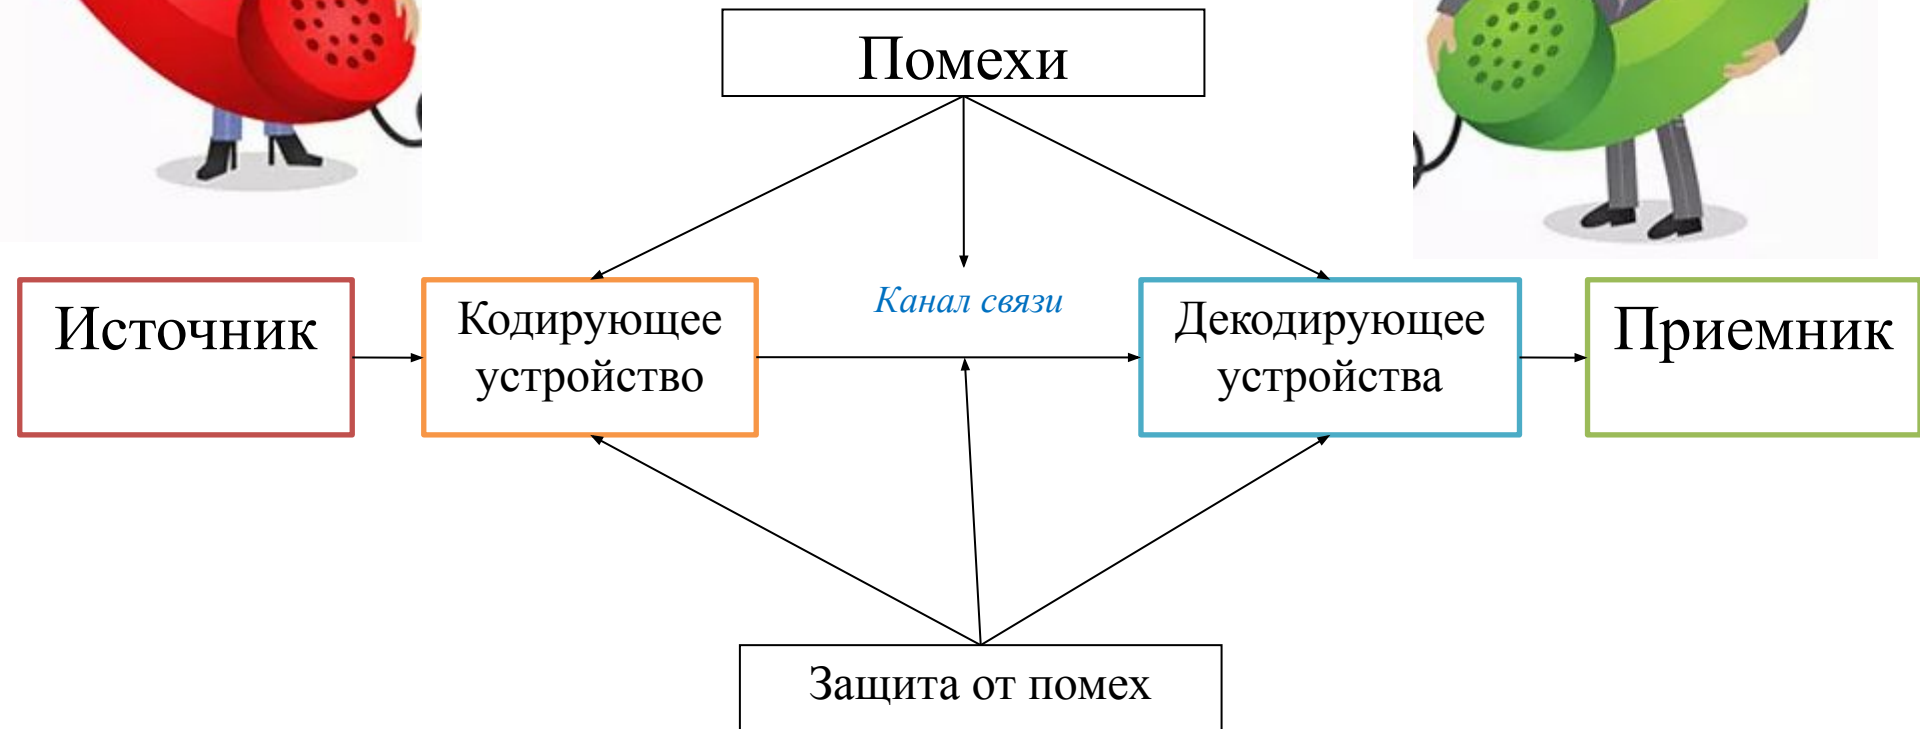 Помехи
Источник
Кодирующее
устройство
Канал связи
Декодирующее
устройства
Приемник
Защита от помех